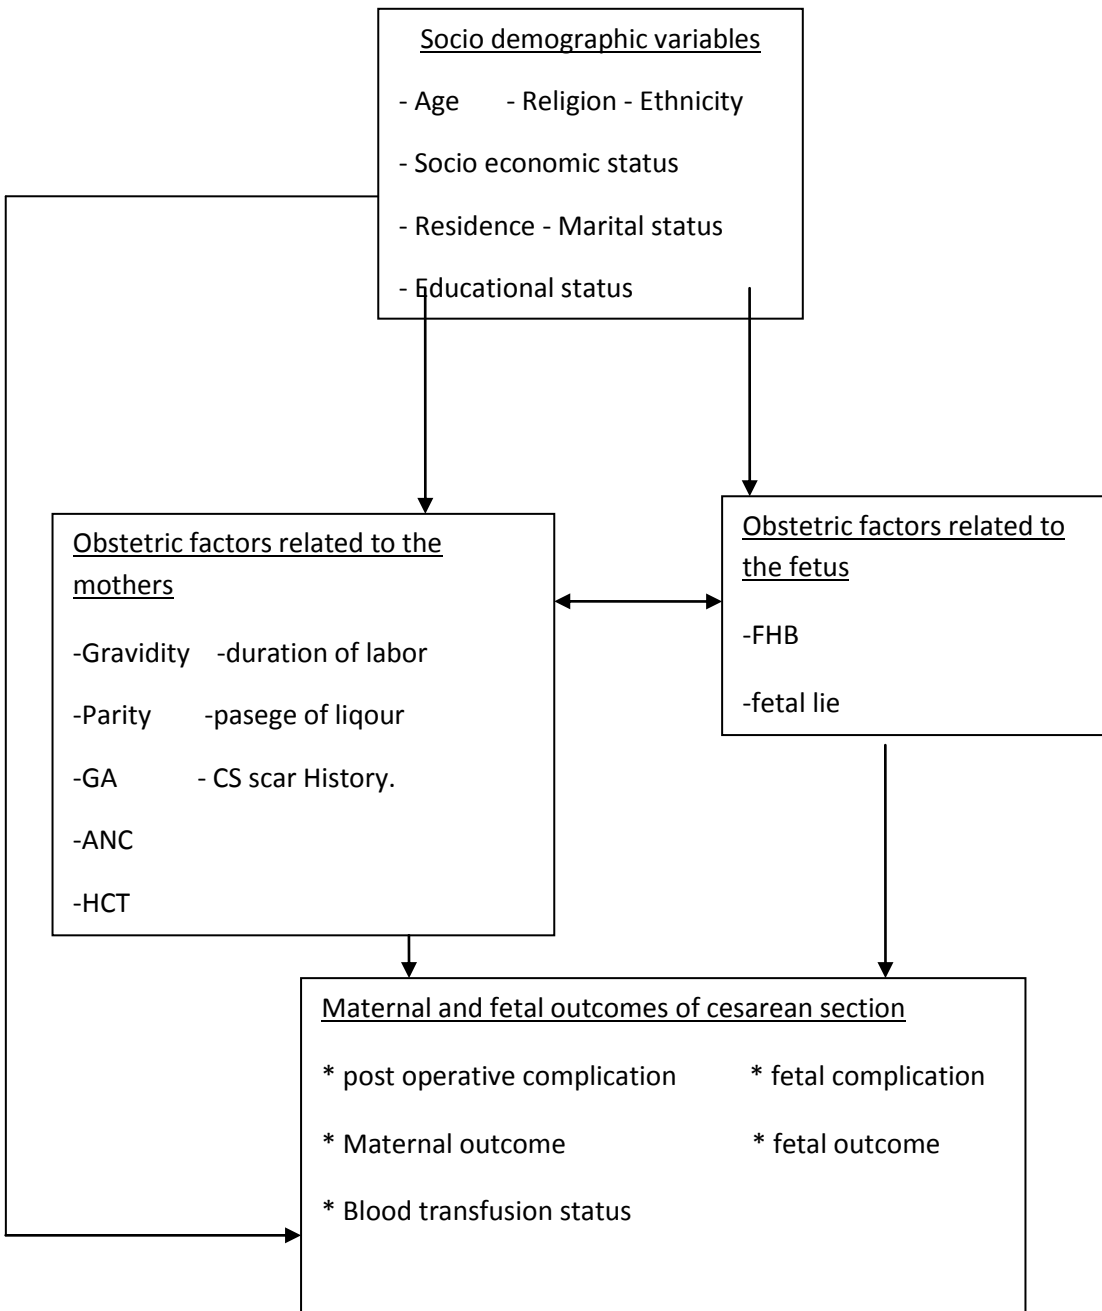 Socio demographic variables
- Age - Religion - Ethnicity
- Socio economic status
- Residence - Marital status
- Educational status
Obstetric factors related to the
mothers
-Gravidity -duration of labor
-Parity -pasege of liqour
-GA - CS scar History.
-ANC
-HCT
Obstetric factors related to
the fetus
-FHB
-fetal lie
Maternal and fetal outcomes of cesarean section
* post operative complication * fetal complication
* Maternal outcome * fetal outcome
* Blood transfusion status